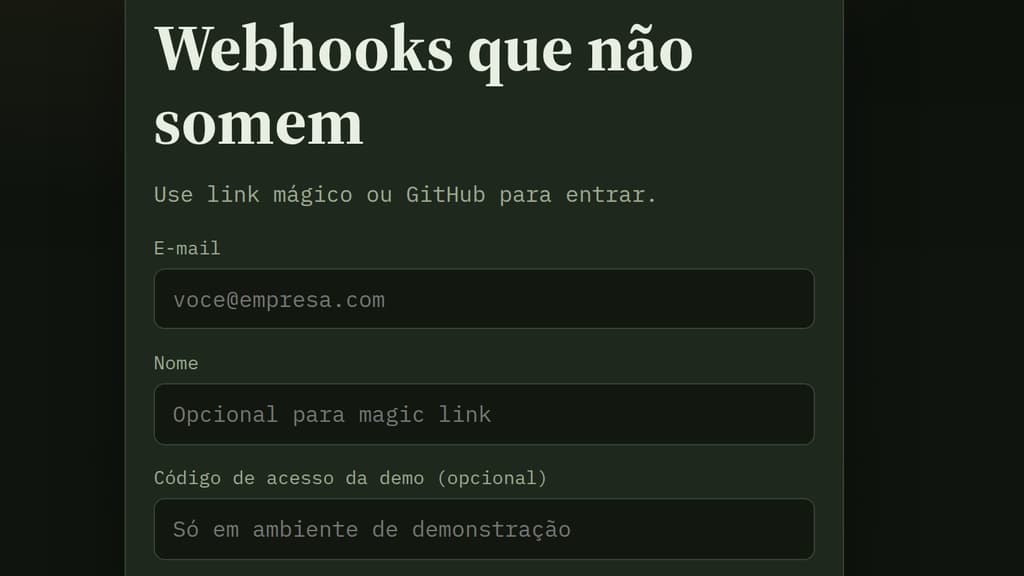 Webhooks que não
somem
Use link mágico ou GitHub para entrar.
E-mail
voce@empresa.com
Nome
Opcional para magic link
Código de acesso da demo (opcional)
Só em ambiente de demonstração